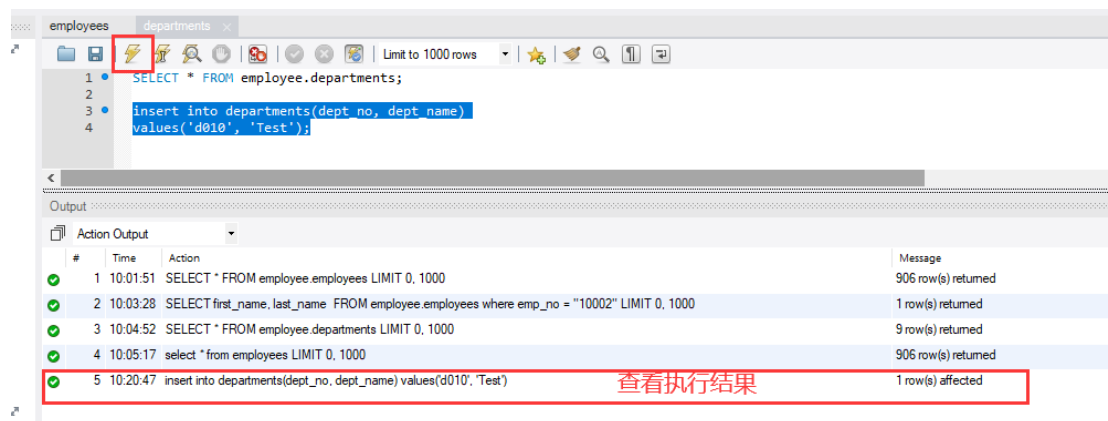 employees departments ×
Limit to 1000 rows
1 SELECT * FROM employee.departments;
2
3 insert into departments(dept_no, dept_name)
4 values('d010', 'Test');
Output
Action Output
# Time Action Message
1 10:01:51 SELECT * FROM employee.employees LIMIT 0, 1000 906 row(s) returned
2 10:03:28 SELECT first_name, last_name FROM employee.employees where emp_no = "10002" LIMIT 0, 1000 1 row(s) returned
3 10:04:52 SELECT * FROM employee.departments LIMIT 0, 1000 9 row(s) returned
4 10:05:17 select * from employees LIMIT 0, 1000 906 row(s) returned
5 10:20:47 insert into departments(dept_no, dept_name) values('d010', 'Test') 查看执行结果 1 row(s) affected